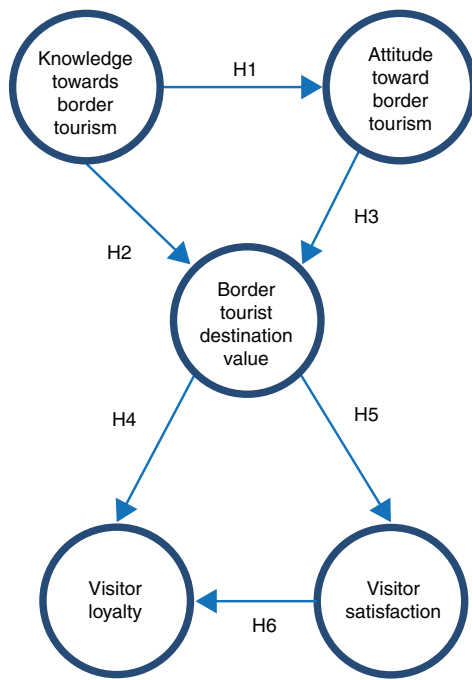 Knowledge
towards
border
tourism
H1
Attitude
toward
border
tourism
H2
H3
Border
tourist
destination
value
H4
H5
Visitor
loyalty
H6
Visitor
satisfaction